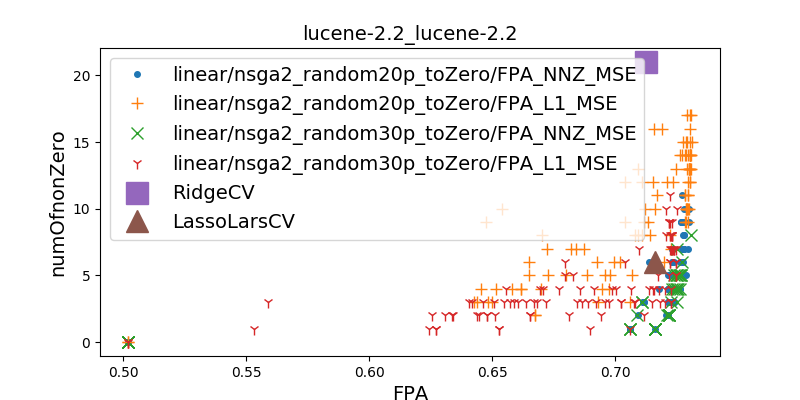 lucene-2.2_lucene-2.2
linear/nsga2_random20p_toZero/FPA_NNZ_MSE
linear/nsga2_random20p_toZero/FPA_L1_MSE
linear/nsga2_random30p_toZero/FPA_NNZ_MSE
linear/nsga2_random30p_toZero/FPA_L1_MSE
RidgeCV
LassoLarsCV
numOfnonZero
20
15
10
5
0
0.50
0.55
0.60
0.65
0.70
FPA